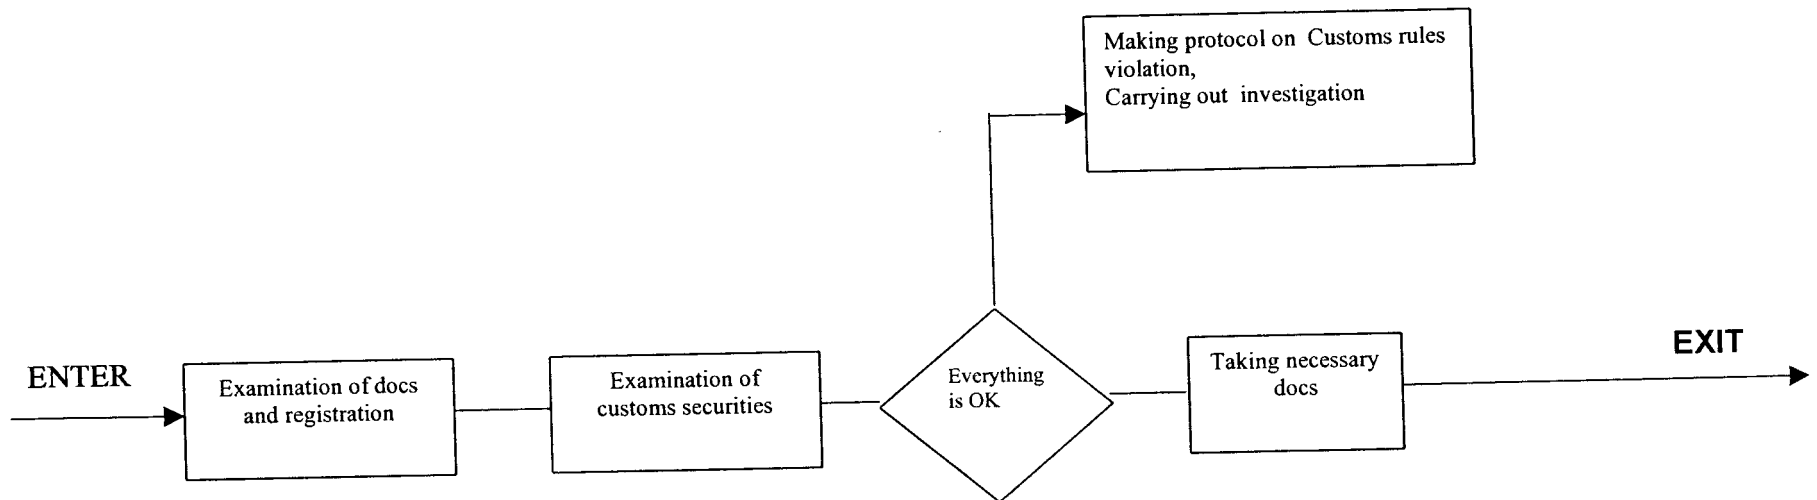 Making protocol on Customs rules
violation,
Carrying out investigation
ENTER
Examination of docs
and registration
Examination of
customs securities
Everything
is OK
Taking necessary
docs
EXIT